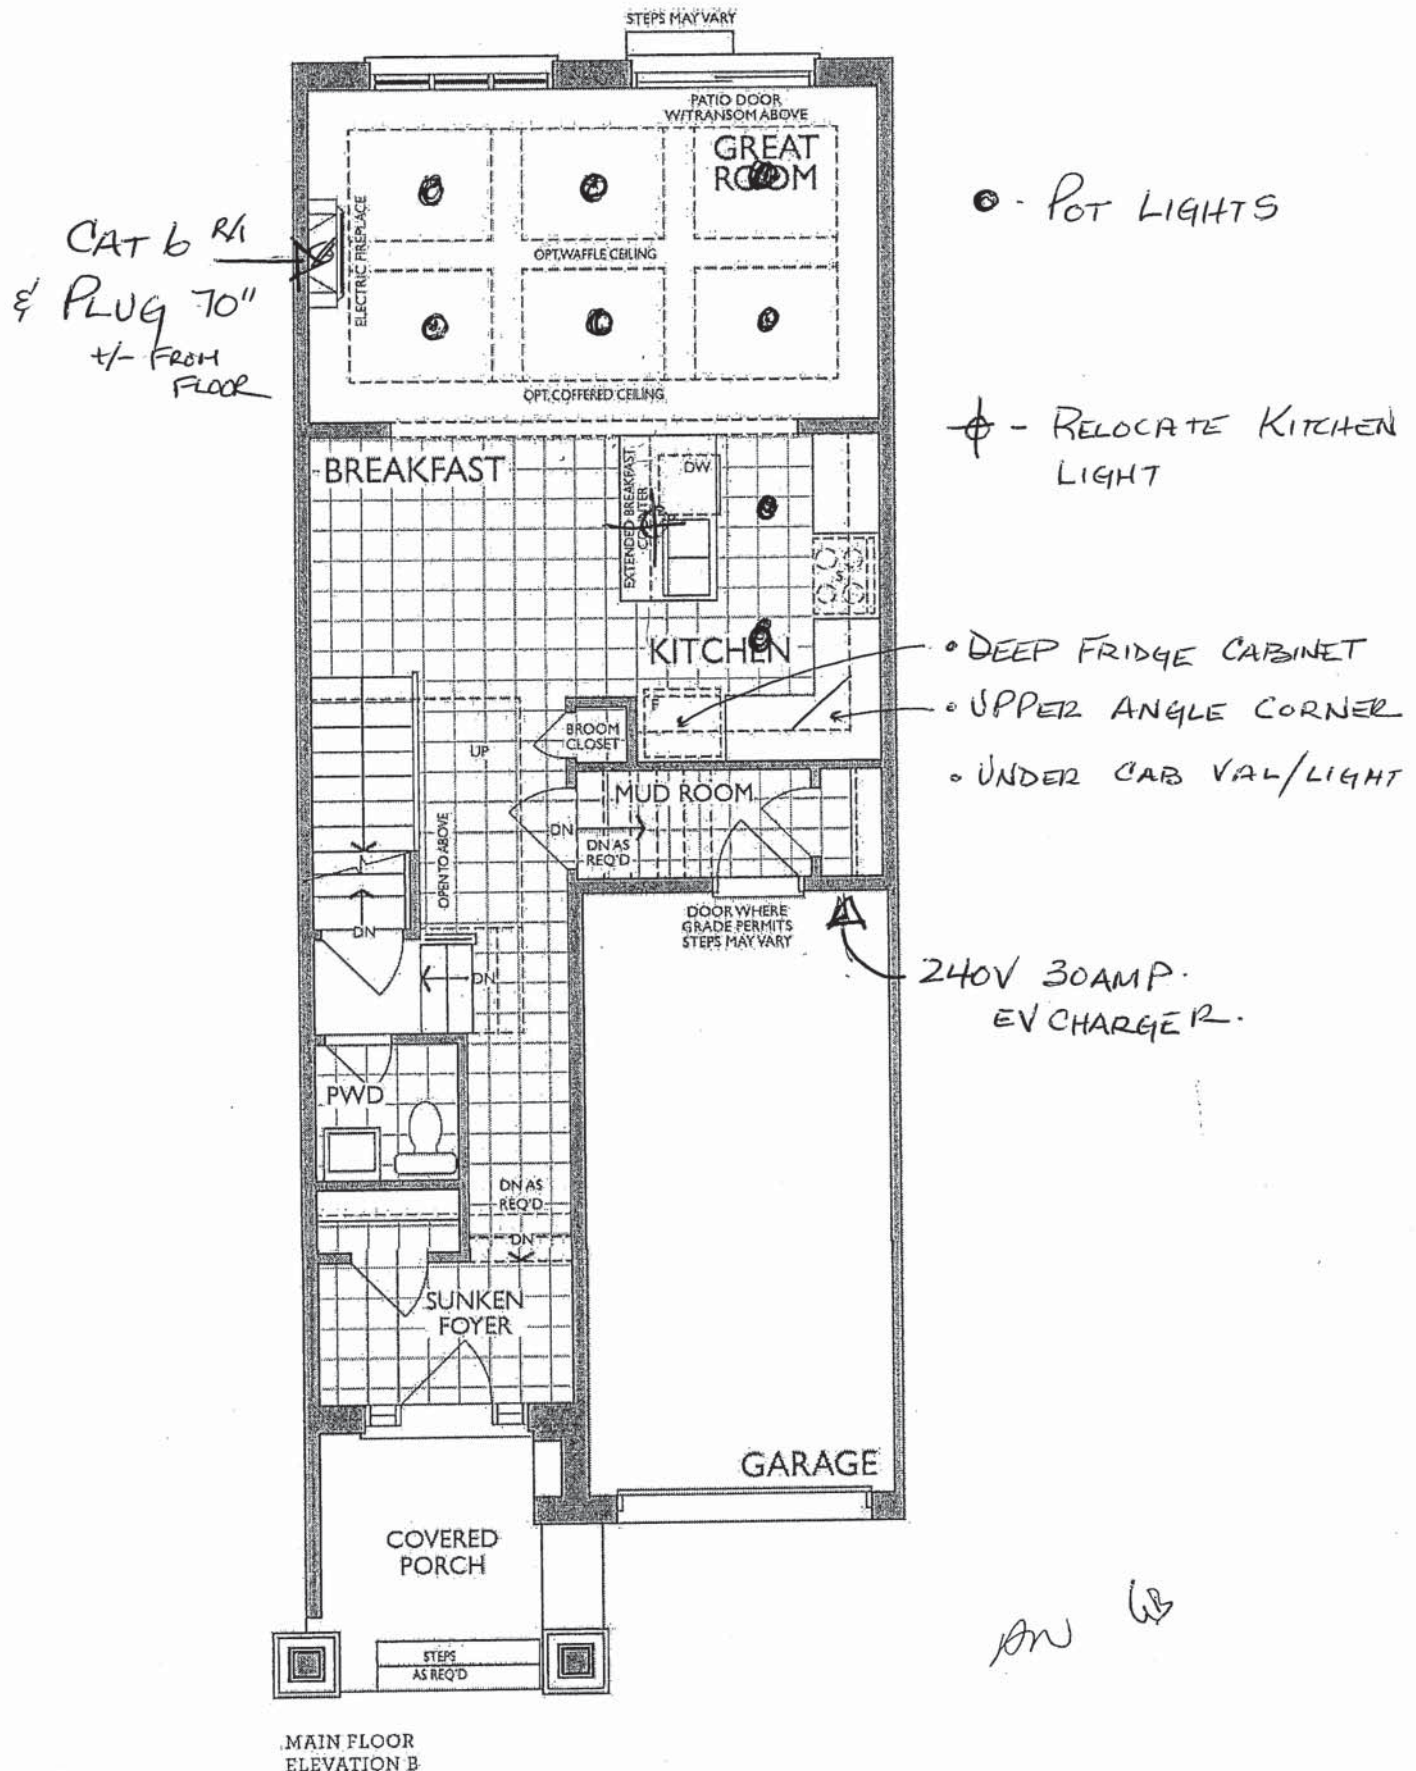 STEPS MAY VARY
PATIO DOOR
W/TRANSOM ABOVE
GREAT
ROOM
- POT LIGHTS
CAT 6 R/I
& PLUG 70"
+/- FROM
FLOOR
ELECTRIC FIREPLACE
OPT. WAFFLE CEILING
OPT. COFFERED CEILING
- RELOCATE KITCHEN
LIGHT
BREAKFAST
EXTENDED BREAKFAST
COUNTER
DW
S
KITCHEN
• DEEP FRIDGE CABINET
• UPPER ANGLE CORNER
• UNDER CAB VAL/LIGHT
F
BROOM
CLOSET
UP
MUD ROOM
DN
DN AS
REQ'D
OPEN TO ABOVE
DOOR WHERE
GRADE PERMITS
STEPS MAY VARY
DN
DN
240V 30AMP.
EV CHARGER.
PWD
DN AS
REQ'D
DN
SUNKEN
FOYER
GARAGE
COVERED
PORCH
STEPS
AS REQ'D
MAIN FLOOR
ELEVATION B